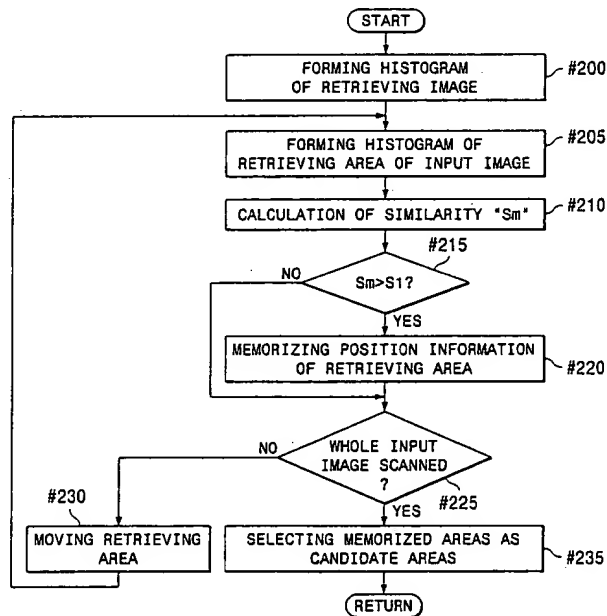 START
FORMING HISTOGRAM
OF RETRIEVING IMAGE
#200
FORMING HISTOGRAM OF
RETRIEVING AREA OF INPUT IMAGE
#205
CALCULATION OF SIMILARITY "Sm"
#210
#215
NO
Sm>S1?
YES
MEMORIZING POSITION INFORMATION
OF RETRIEVING AREA
#220
NO
WHOLE INPUT
IMAGE SCANNED
?
#225
YES
#230
MOVING RETRIEVING
AREA
SELECTING MEMORIZED AREAS AS
CANDIDATE AREAS
#235
RETURN